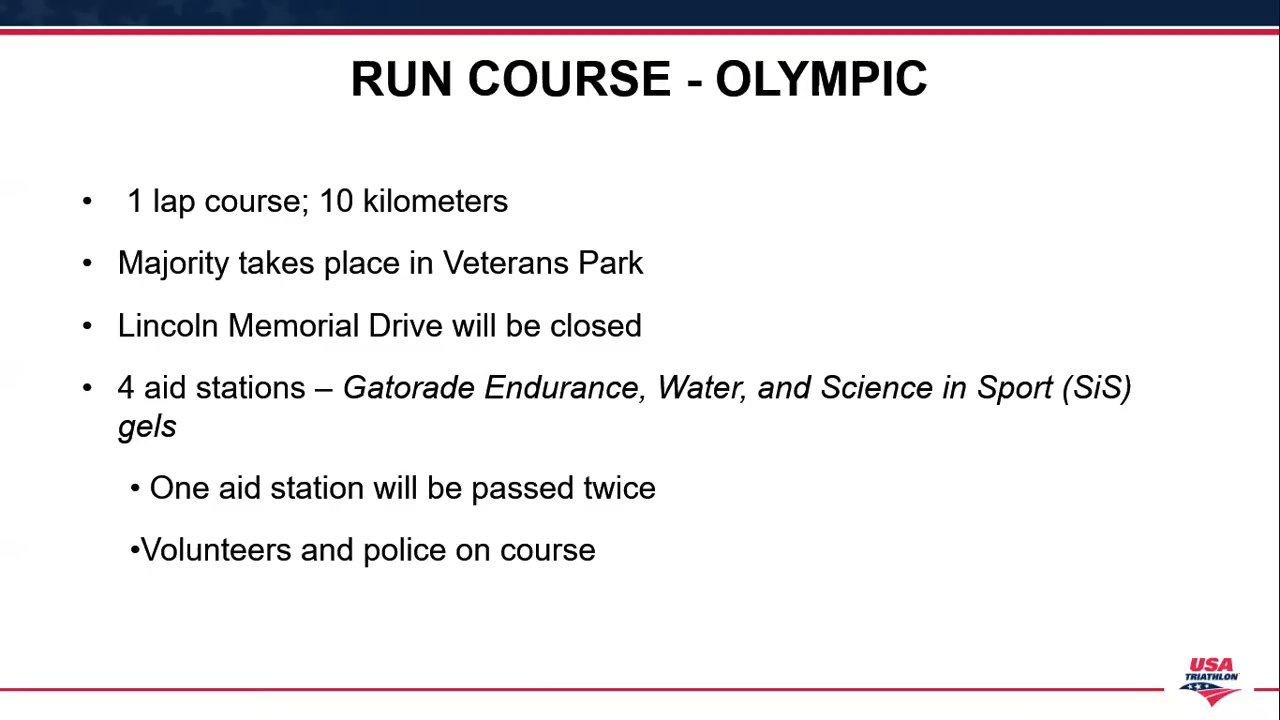 RUN COURSE - OLYMPIC
• 1 lap course; 10 kilometers
• Majority takes place in Veterans Park
• Lincoln Memorial Drive will be closed
• 4 aid stations – Gatorade Endurance, Water, and Science in Sport (SiS)
gels
• One aid station will be passed twice
•Volunteers and police on course
USA
TRIATHLON